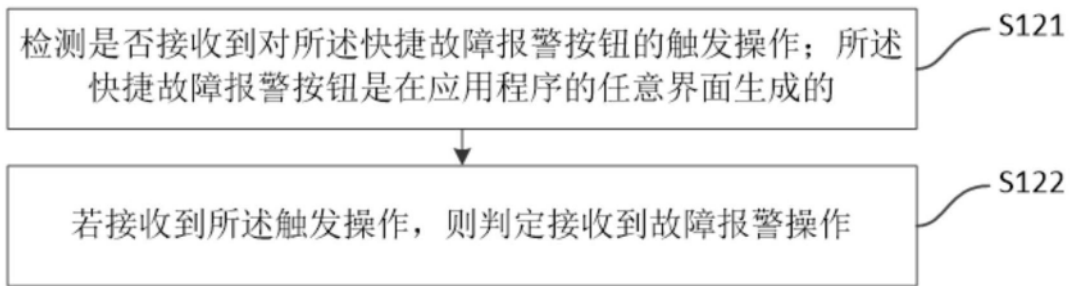 检测是否接收到对所述快捷故障报警按钮的触发操作；所述
快捷故障报警按钮是在应用程序的任意界面生成的
S121
若接收到所述触发操作，则判定接收到故障报警操作
S122